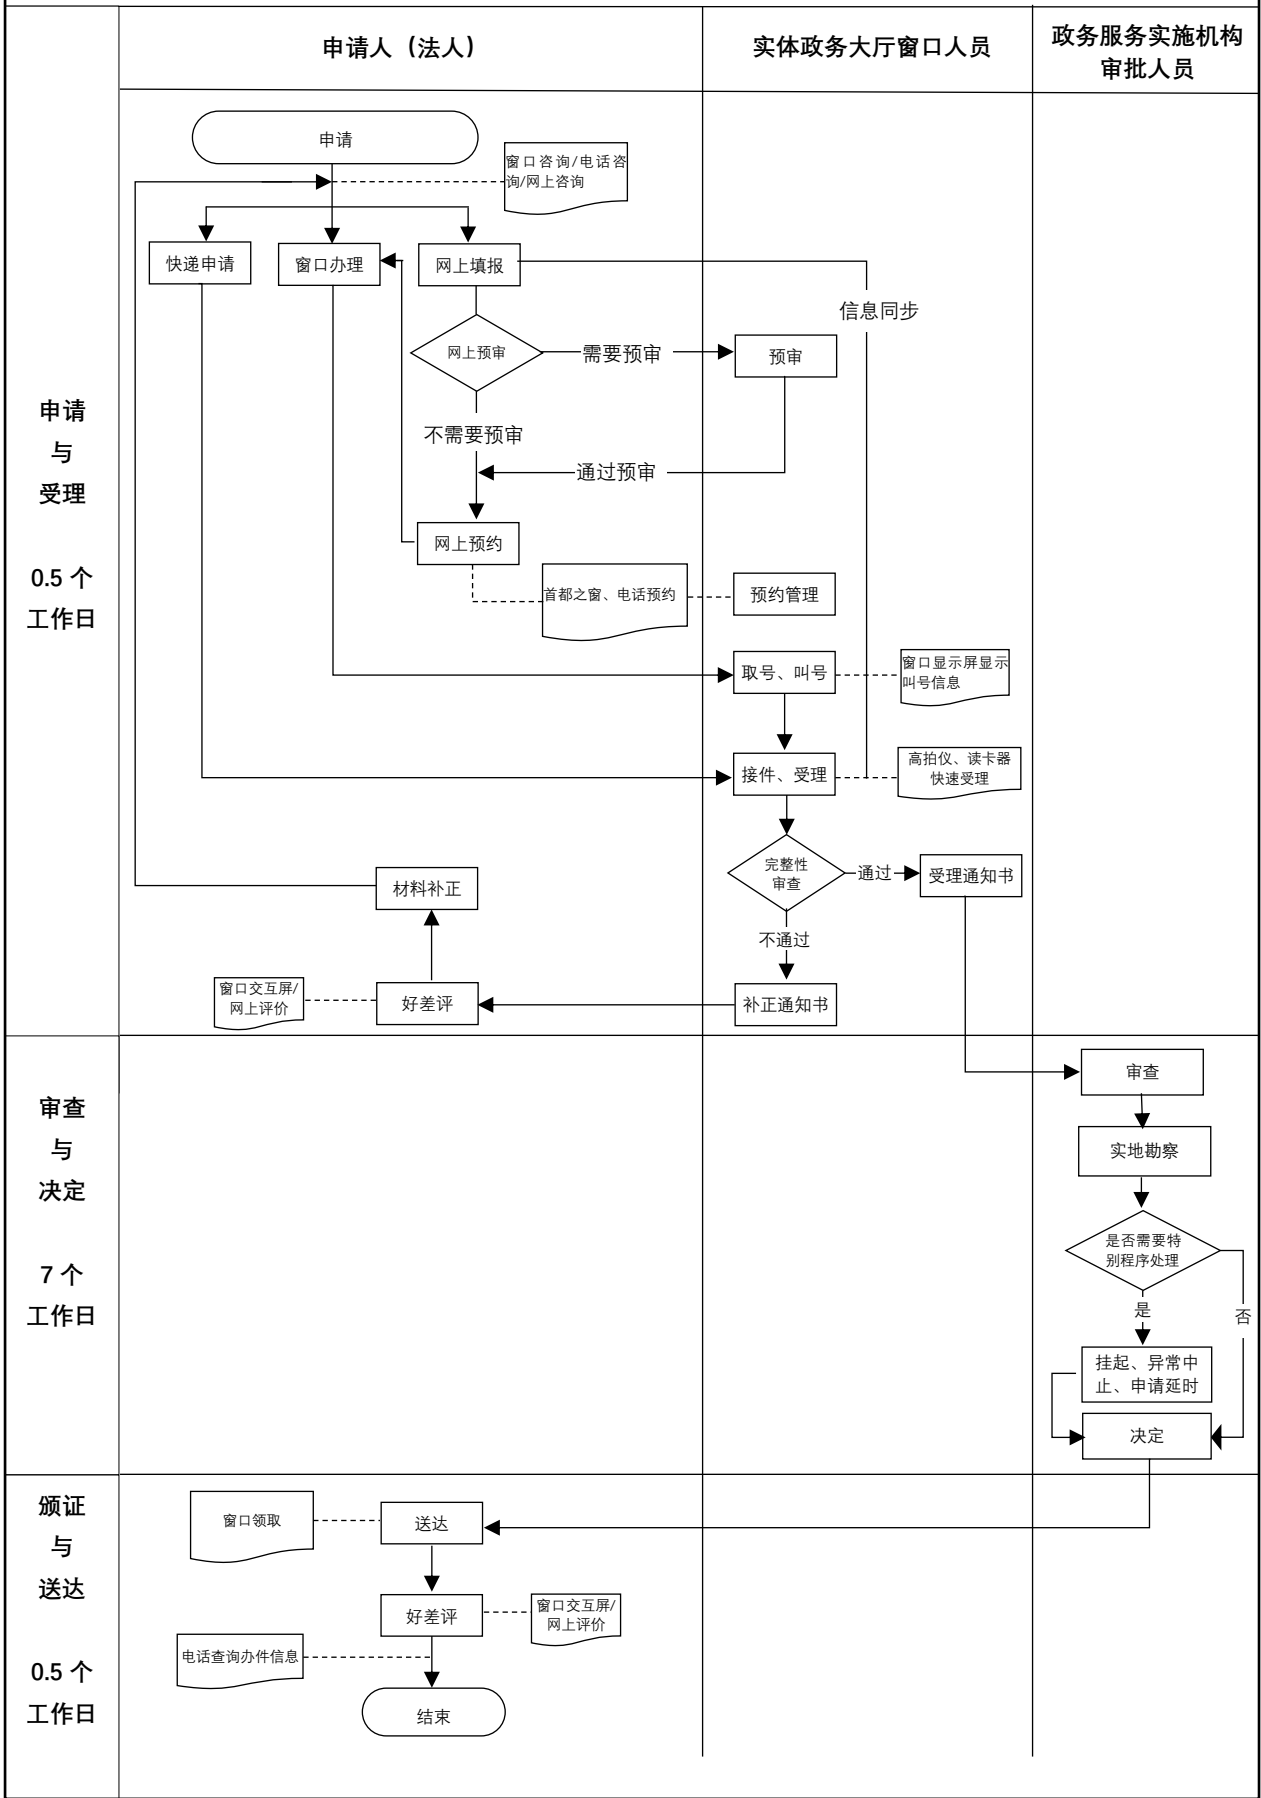 申请人（法人）
实体政务大厅窗口人员
政务服务实施机构
审批人员
申请
与
受理
0.5 个
工作日
申请
窗口咨询/电话咨
询/网上咨询
快递申请
窗口办理
网上填报
信息同步
网上预审
需要预审
预审
不需要预审
通过预审
网上预约
首都之窗、电话预约
预约管理
取号、叫号
窗口显示屏显示
叫号信息
接件、受理
高拍仪、读卡器
快速受理
完整性
审查
通过
受理通知书
材料补正
不通过
窗口交互屏/
网上评价
好差评
补正通知书
审查
与
决定
7 个
工作日
审查
实地勘察
是否需要特
别程序处理
是
否
挂起、异常中
止、申请延时
决定
颁证
与
送达
0.5 个
工作日
窗口领取
送达
好差评
窗口交互屏/
网上评价
电话查询办件信息
结束